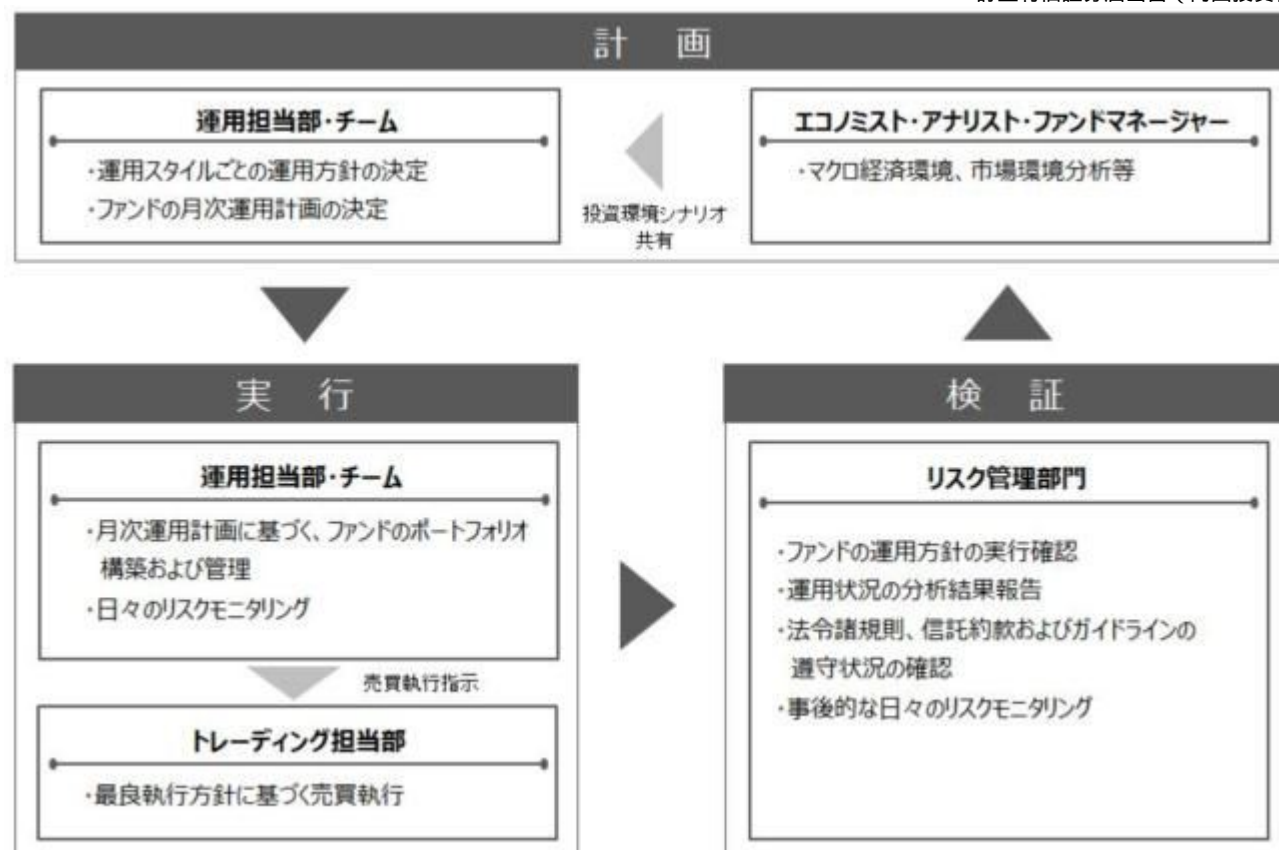 計 画
運用担当部・チーム
・運用スタイルごとの運用方針の決定
・ファンドの月次運用計画の決定
投資環境シナリオ
共有
エコノミスト・アナリスト・ファンドマネージャー
・マクロ経済環境、市場環境分析等
実 行
運用担当部・チーム
・月次運用計画に基づく、ファンドのポートフォリオ
構築および管理
・日々のリスクモニタリング
売買執行指示
トレーディング担当部
・最良執行方針に基づく売買執行
検 証
リスク管理部門
・ファンドの運用方針の実行確認
・運用状況の分析結果報告
・法令諸規則、信託約款およびガイドラインの
遵守状況の確認
・事後的な日々のリスクモニタリング